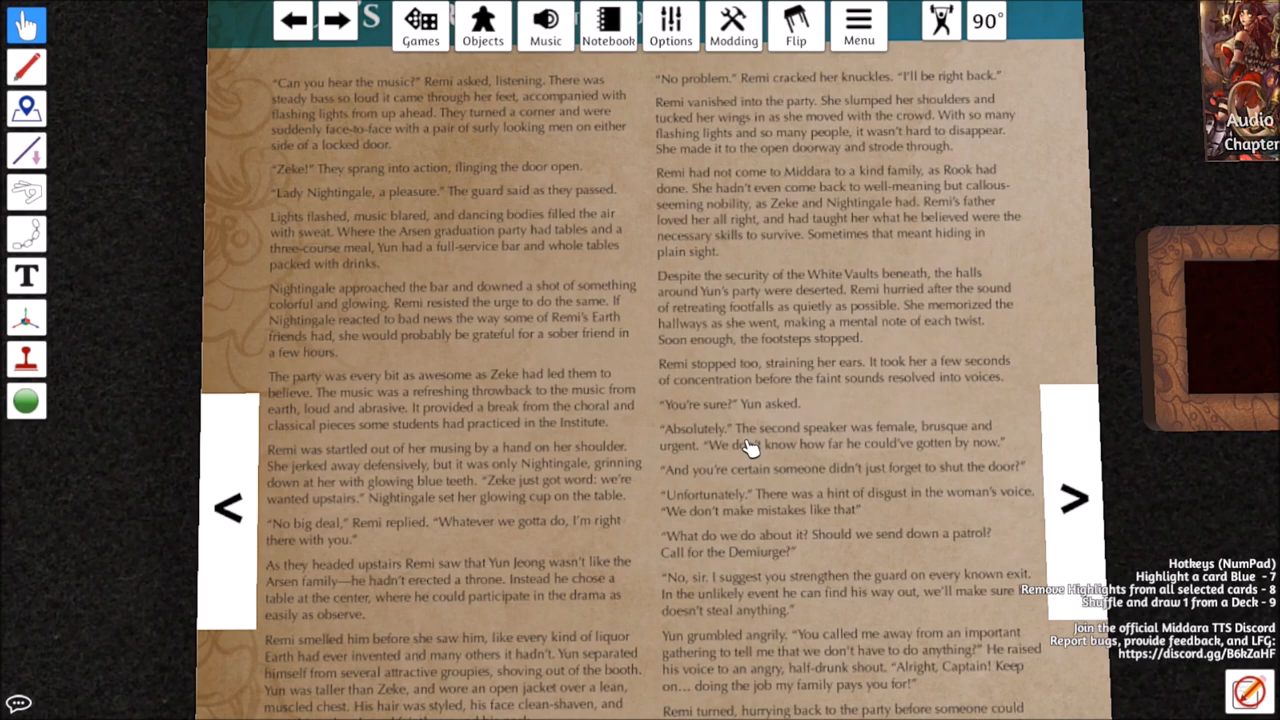 Games
Objects
Music
Notebook
Options
Modding
Flip
Menu
90°
"Can you hear the music?" Remi asked, listening. There was
steady bass so loud it came through her feet, accompanied with
flashing lights from up ahead. They turned a corner and were
suddenly face-to-face with a pair of surly looking men on either
side of a locked door.
"Zeke!" They sprang into action, flinging the door open.
"Lady Nightingale, a pleasure." The guard said as they passed.
Lights flashed, music blared, and dancing bodies filled the air
with sweat. Where the Arsen graduation party had tables and a
three-course meal, Yun had a full-service bar and whole tables
packed with drinks.
Nightingale approached the bar and downed a shot of something
colorful and glowing. Remi resisted the urge to do the same. If
Nightingale reacted to bad news the way some of Remi's Earth
friends had, she would probably be grateful for a sober friend in
a few hours.
The party was every bit as awesome as Zeke had led them to
believe. The music was a refreshing throwback to the music from
earth, loud and abrasive. It provided a break from the choral and
classical pieces some students had practiced in the Institute.
Remi was startled out of her musing by a hand on her shoulder.
She jerked away defensively, but it was only Nightingale, grinning
down at her with glowing blue teeth. "Zeke just got word: we're
wanted upstairs." Nightingale set her glowing cup on the table.
"No big deal," Remi replied. "Whatever we gotta do, I'm right
there with you."
As they headed upstairs Remi saw that Yun Jeong wasn't like the
Arsen family—he hadn't erected a throne. Instead he chose a
table at the center, where he could participate in the drama as
easily as observe.
Remi smelled him before she saw him, like every kind of liquor
Earth had ever invented and many others it hadn't. Yun separated
himself from several attractive groupies, shoving out of the booth.
Yun was taller than Zeke, and wore an open jacket over a lean,
muscled chest. His hair was styled, his face clean-shaven, and
"No problem." Remi cracked her knuckles. "I'll be right back."
Remi vanished into the party. She slumped her shoulders and
tucked her wings in as she moved with the crowd. With so many
flashing lights and so many people, it wasn't hard to disappear.
She made it to the open doorway and strode through.
Remi had not come to Middara to a kind family, as Rook had
done. She hadn't even come back to well-meaning but callous-
seeming nobility, as Zeke and Nightingale had. Remi's father
loved her all right, and had taught her what he believed were the
necessary skills to survive. Sometimes that meant hiding in
plain sight.
Despite the security of the White Vaults beneath, the halls
around Yun's party were deserted. Remi hurried after the sound
of retreating footfalls as quietly as possible. She memorized the
hallways as she went, making a mental note of each twist.
Soon enough, the footsteps stopped.
Remi stopped too, straining her ears. It took her a few seconds
of concentration before the faint sounds resolved into voices.
"You're sure?" Yun asked.
"Absolutely." The second speaker was female, brusque and
urgent. "We don't know how far he could've gotten by now."
"And you're certain someone didn't just forget to shut the door?"
"Unfortunately." There was a hint of disgust in the woman's voice.
"We don't make mistakes like that"
"What do we do about it? Should we send down a patrol?
Call for the Demiurge?"
"No, sir. I suggest you strengthen the guard on every known exit.
In the unlikely event he can find his way out, we'll make sure
doesn't steal anything."
Yun grumbled angrily. "You called me away from an important
gathering to tell me that we don't have to do anything?" He raised
his voice to an angry, half-drunk shout. "Alright, Captain! Keep
on... doing the job my family pays you for!"
Remi turned, hurrying back to the party before someone could
<
>
T
Audio
Chapter
Hotkeys (NumPad)
Highlight a card Blue - 7
Remove Highlights from all selected cards - 8
Shuffle and draw 1 from a Deck - 9
Join the official Middara TTS Discord
Report bugs, provide feedback, and LFG:
https://discord.gg/B6kZaHF